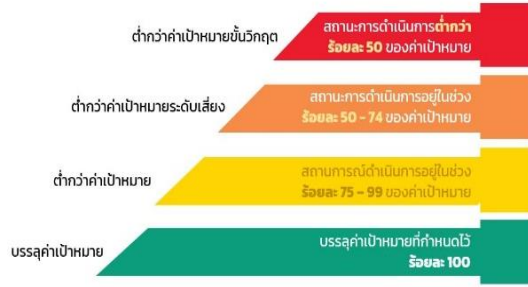 ต่ำกว่าค่าเป้าหมายขั้นวิกฤต
สถานะการดำเนินการต่ำกว่า
ร้อยละ 50 ของค่าเป้าหมาย
ต่ำกว่าค่าเป้าหมายระดับเสี่ยง
สถานะการดำเนินการอยู่ในช่วง
ร้อยละ 50 - 74 ของค่าเป้าหมาย
ต่ำกว่าค่าเป้าหมาย
สถานการณ์ดำเนินการอยู่ในช่วง
ร้อยละ 75 – 99 ของค่าเป้าหมาย
บรรลุค่าเป้าหมาย
บรรลุค่าเป้าหมายที่กำหนดไว้
ร้อยละ 100